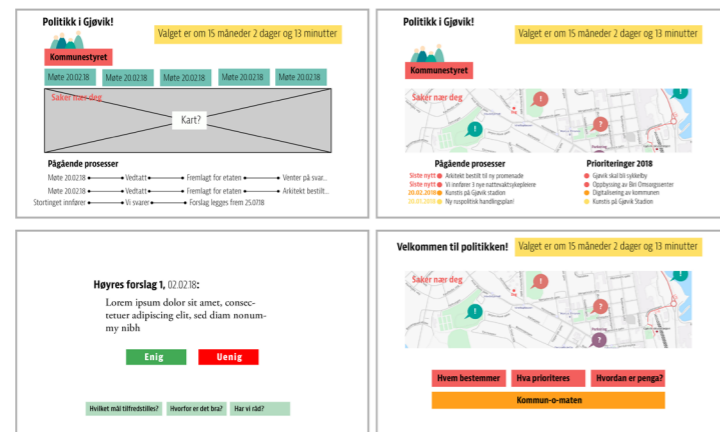 Politikk i Gjøvik!
Valget er om 15 måneder 2 dager og 13 minutter
Kommunestyret
Møte 20.02.18 Møte 20.02.18 Møte 20.02.18 Møte 20.02.18 Møte 20.02.18
Saker nær deg
Kart?
Pågående prosesser
Møte 20.02.18 Vedtatt Fremlagt for etaten Venter på svar...
Møte 20.02.18 Vedtatt Fremlagt for etaten Arkitekt bestilt...
Stortinget innfører Vi svarer Forslag legges frem 25.07.18
Politikk i Gjøvik!
Valget er om 15 måneder 2 dager og 13 minutter
Kommunestyret
Saker nær deg
!
!
?
?
Pågående prosesser
Siste nytt Arkitekt bestilt til ny promenade
Siste nytt Vi innfører 3 nye nattmaktsykepleiere
20.02.2018 Kunstis på Gjøvik stadion
Ny ruspolitisk handlingsplan!
Prioriteringer 2018
Gjøvik skal bli sykkelby
Oppbysing av Biri Omsorgssenter
Digitalisering av kommunen
Kunstis på Gjøvik Stadion
Høyres forslag 1, 02.02.18:
Lorem ipsum dolor sit amet, consec-
tetuer adipiscing elit, sed diam nonum-
my nibh
Enig Uenig
Hvilket mål tilfredstilles? Hvorfor er det bra? Har vi råd?
Velkommen til politikken!
Valget er om 15 måneder 2 dager og 13 minutter
Saker nær deg
!
!
?
?
Hvem bestemmer Hva prioriteres Hvordan er penga?
Kommun-o-maten